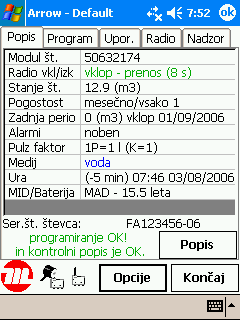 Arrow - Default 7:52 ok
Popis Program Upor. Radio Nadzor
Modul št. 50632174
Radio vkl/izk vklop - prenos (8 s)
Stanje št. 12.9 (m3)
Pogostost mesečno/vsako 1
Zadnja perio 0 (m3) vklop 01/09/2006
Alarmi noben
Pulz faktor 1P=1 l (K=1)
Medij voda
Ura (-5 min) 07:46 03/08/2006
MID/Baterija MAD - 15.5 leta
Ser.št. števca: FA123456-06
programiranje OK!
in kontrolni popis je OK.
Popis
Opcije Končaj